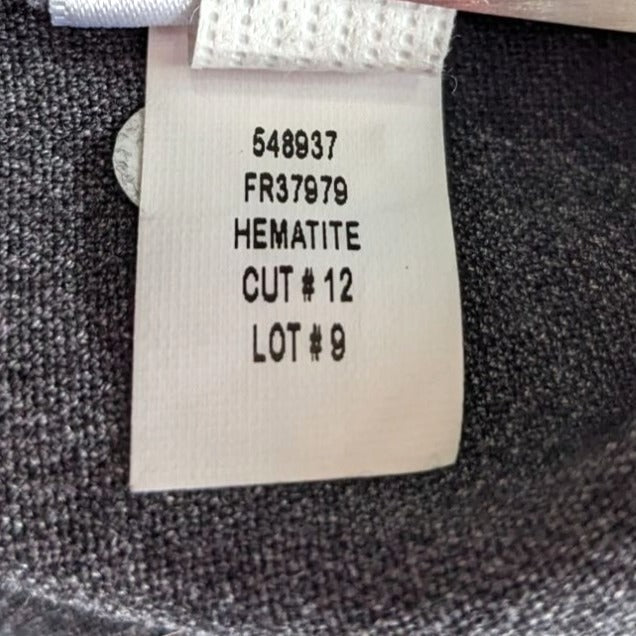 548937
FR37979
HEMATITE
CUT # 12
LOT # 9